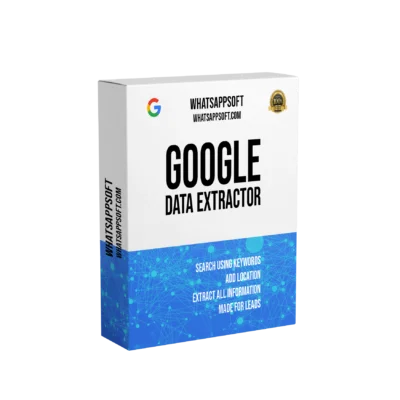 WHATSAPPSOFT
WHATSAPPSOFT.COM
GOOGLE
DATA EXTRACTOR
SEARCH USING KEYWORDS
ADD LOCATION
EXTRACT ALL INFORMATION
MADE FOR LEADS
WHATSAPPSOFT
WHATSAPPSOFT.COM